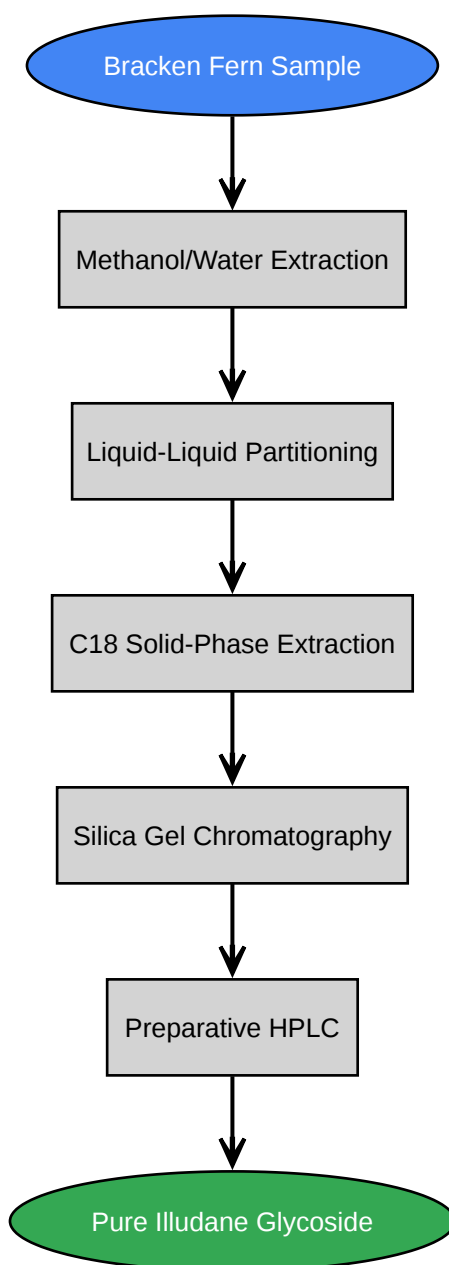 Bracken Fern Sample
Methanol/Water Extraction
Liquid-Liquid Partitioning
C18 Solid-Phase Extraction
Silica Gel Chromatography
Preparative HPLC
Pure Illudane Glycoside